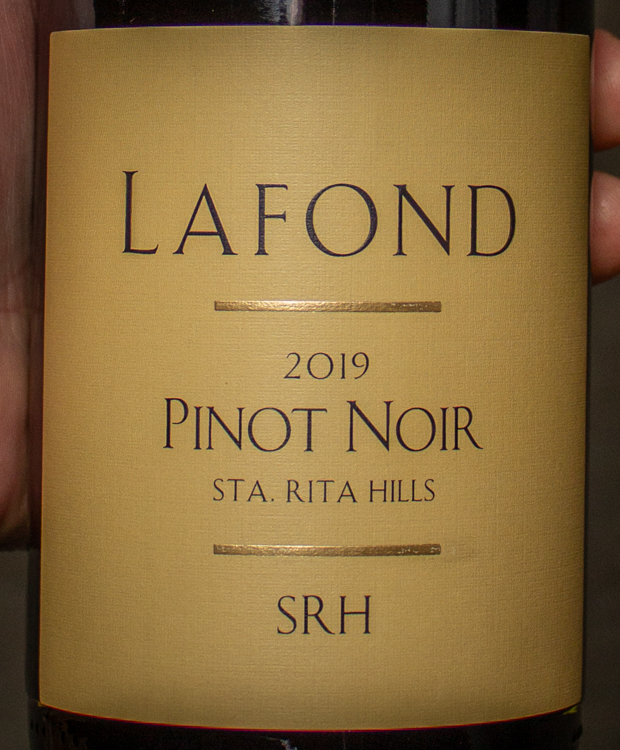 LAFOND
2019
PINOT NOIR
STA. RITA HILLS
SRH